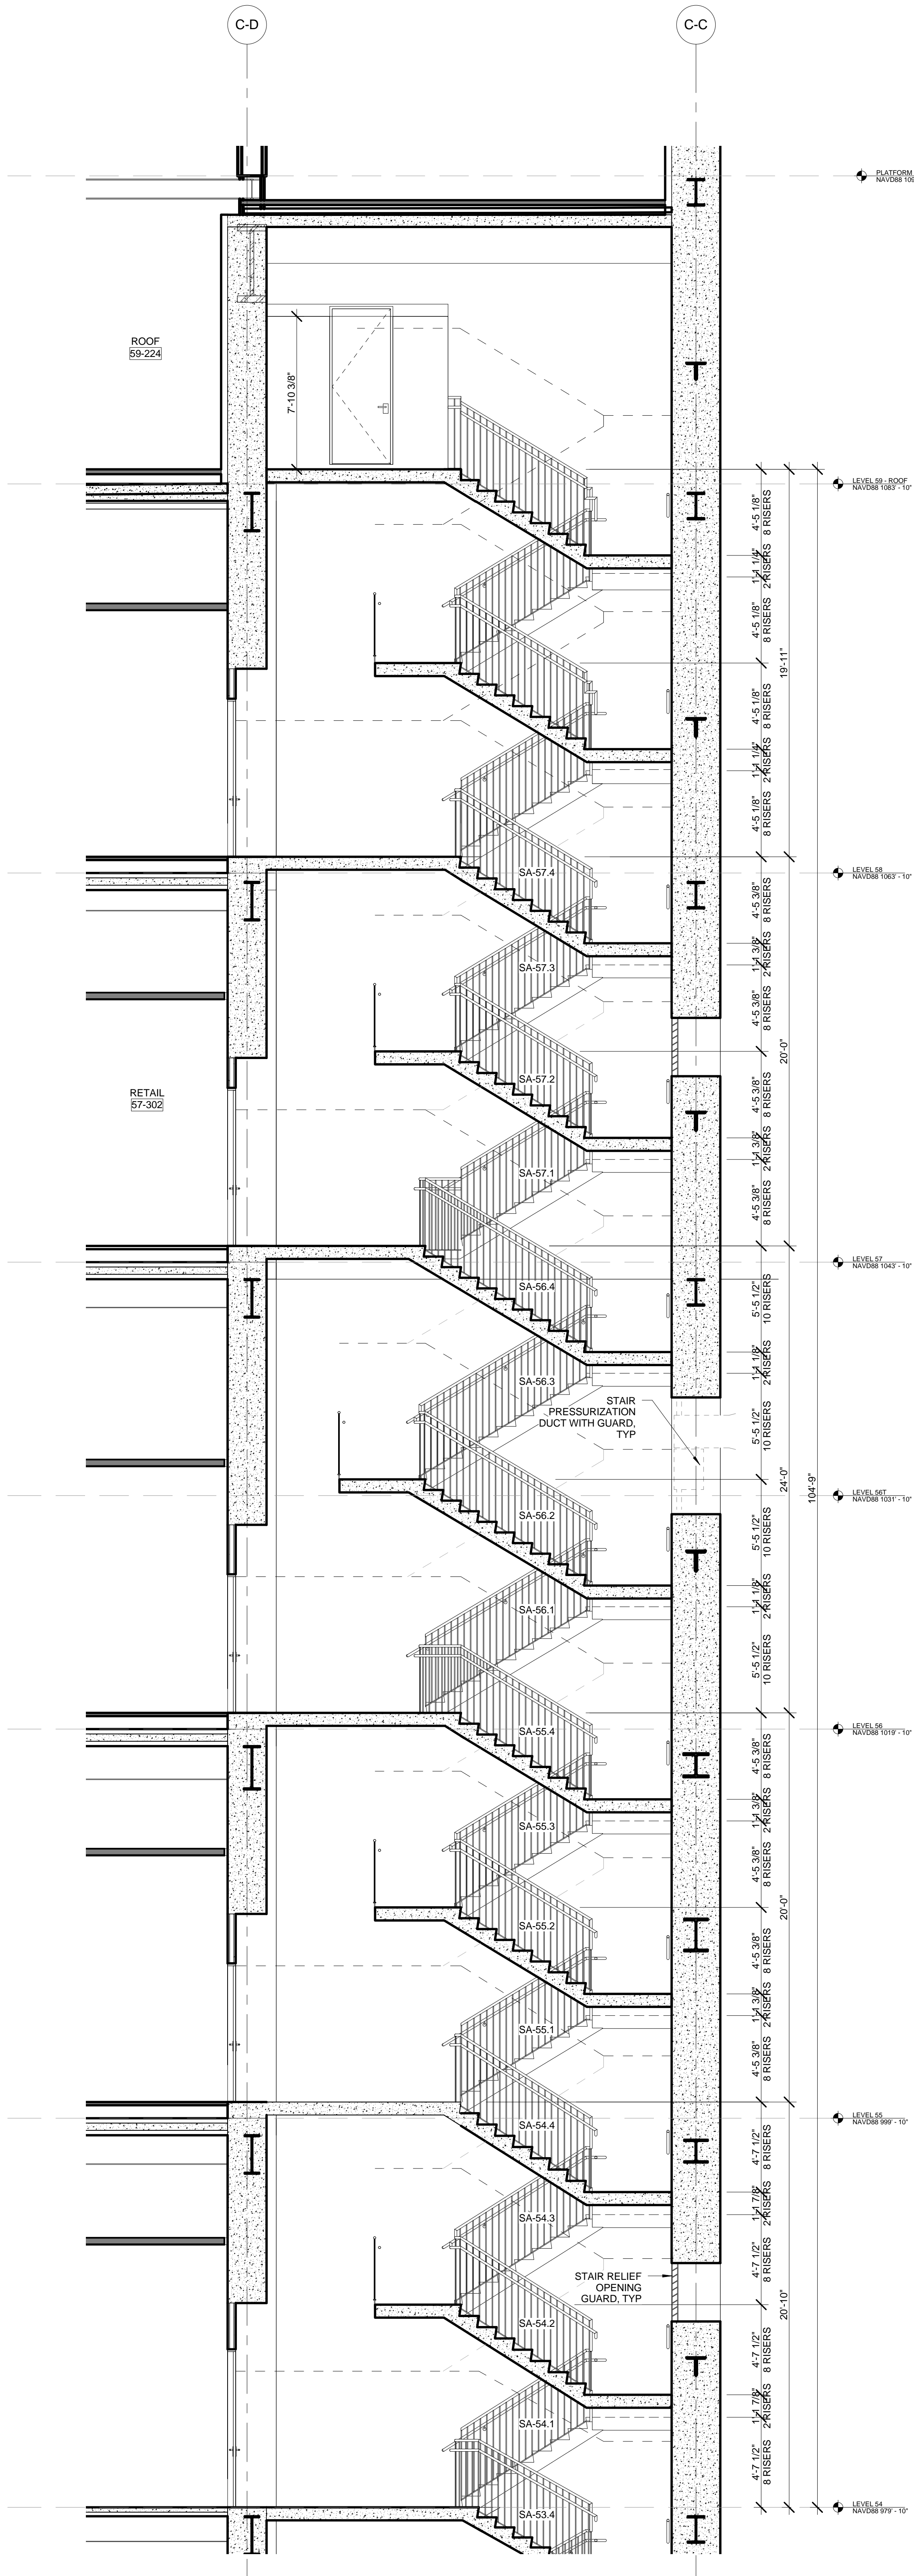 C-D
C-C
PLATFORM
NAVD88 109
ROOF
59-224
7'-10 3/8"
LEVEL 59 - ROOF
NAVD88 1083' - 10"
4'-5 1/8"
8 RISERS
1'-1 1/4"
2 RISERS
4'-5 1/8"
8 RISERS
19'-11"
4'-5 1/8"
8 RISERS
1'-1 1/4"
2 RISERS
4'-5 1/8"
8 RISERS
LEVEL 58
NAVD88 1063' - 10"
SA-57.4
4'-5 3/8"
8 RISERS
1'-1 3/8"
2 RISERS
SA-57.3
4'-5 3/8"
8 RISERS
20'-0"
RETAIL
57-302
SA-57.2
4'-5 3/8"
8 RISERS
1'-1 3/8"
2 RISERS
SA-57.1
4'-5 3/8"
8 RISERS
LEVEL 57
NAVD88 1043' - 10"
SA-56.4
5'-5 1/2"
10 RISERS
1'-1 1/8"
2 RISERS
SA-56.3
STAIR
PRESSURIZATION
DUCT WITH GUARD,
TYP
5'-5 1/2"
10 RISERS
24'-0"
104'-9"
LEVEL 56T
NAVD88 1031' - 10"
SA-56.2
5'-5 1/2"
10 RISERS
1'-1 1/8"
2 RISERS
SA-56.1
5'-5 1/2"
10 RISERS
LEVEL 56
NAVD88 1019' - 10"
SA-55.4
4'-5 3/8"
8 RISERS
1'-1 3/8"
2 RISERS
SA-55.3
4'-5 3/8"
8 RISERS
20'-0"
SA-55.2
4'-5 3/8"
8 RISERS
1'-1 3/8"
2 RISERS
SA-55.1
4'-5 3/8"
8 RISERS
LEVEL 55
NAVD88 999' - 10"
SA-54.4
4'-7 1/2"
8 RISERS
1'-1 7/8"
2 RISERS
SA-54.3
4'-7 1/2"
8 RISERS
STAIR RELIEF
OPENING
GUARD, TYP
20'-10"
SA-54.2
4'-7 1/2"
8 RISERS
1'-1 7/8"
2 RISERS
SA-54.1
4'-7 1/2"
8 RISERS
LEVEL 54
NAVD88 979' - 10"
SA-53.4